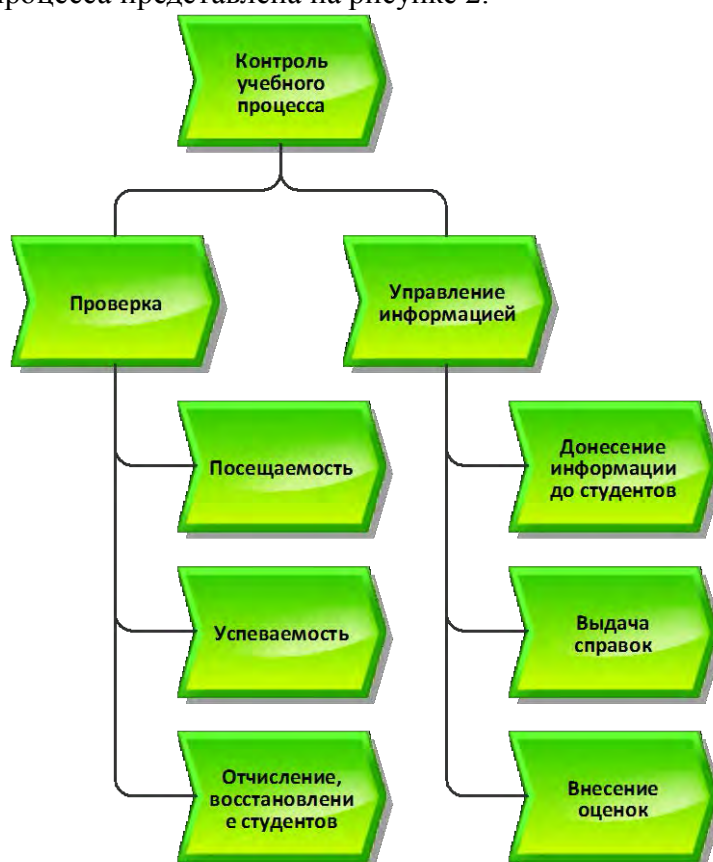 процесса представлена на рисунке 2.
Контроль
учебного
процесса
Проверка
Управление
информацией
Посещаемость
Донесение
информации
до студентов
Успеваемость
Выдача
справок
Отчисление,
восстановлени
е студентов
Внесение
оценок